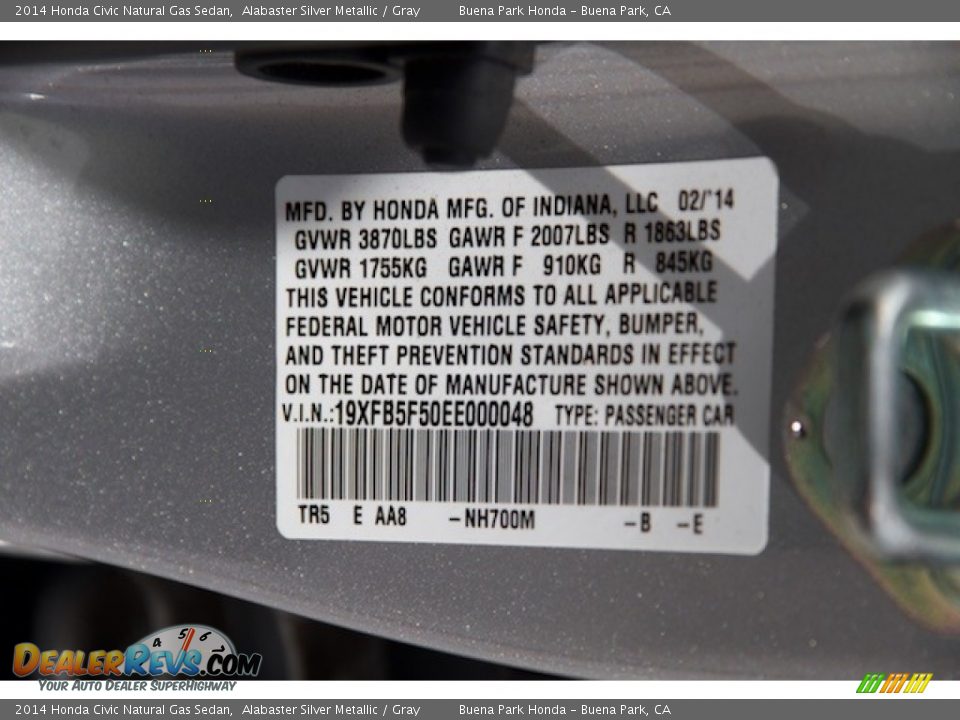 2014 Honda Civic Natural Gas Sedan, Alabaster Silver Metallic / Gray Buena Park Honda - Buena Park, CA
MFD. BY HONDA MFG. OF INDIANA, LLC 02/'14
GVWR 3870LBS GAWR F 2007LBS R 1863LBS
GVWR 1755KG GAWR F 910KG R 845KG
THIS VEHICLE CONFORMS TO ALL APPLICABLE
FEDERAL MOTOR VEHICLE SAFETY, BUMPER,
AND THEFT PREVENTION STANDARDS IN EFFECT
ON THE DATE OF MANUFACTURE SHOWN ABOVE.
V.I.N.:19XFB5F50EE000048 TYPE: PASSENGER CAR
TR5 E AA8 -NH700M -B -E
4 5 6
DEALERREVS.COM
YOUR AUTO DEALER SUPERHIGHWAY
2014 Honda Civic Natural Gas Sedan, Alabaster Silver Metallic / Gray Buena Park Honda - Buena Park, CA